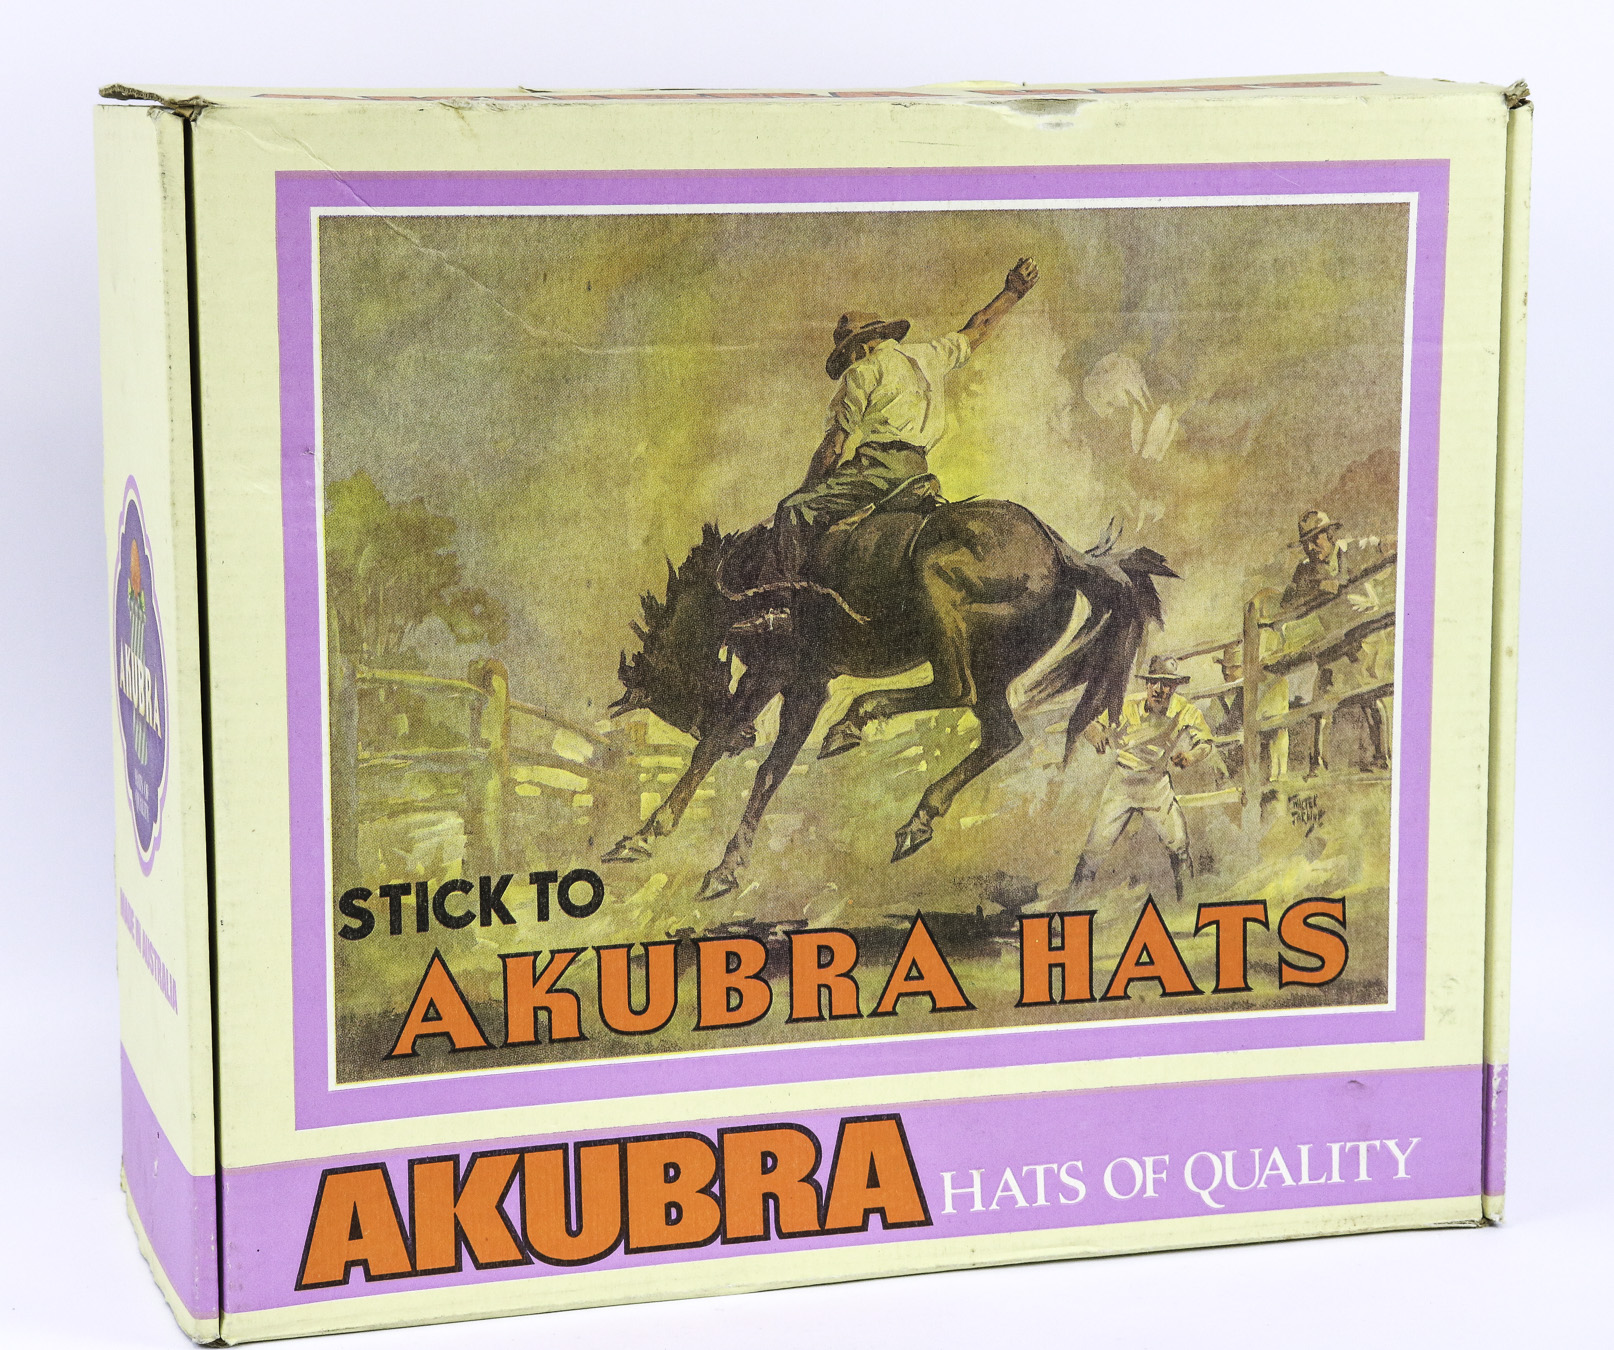 STICK TO
AKUBRA HATS
AKUBRA HATS OF QUALITY
AKUBRA
MADE IN AUSTRALIA